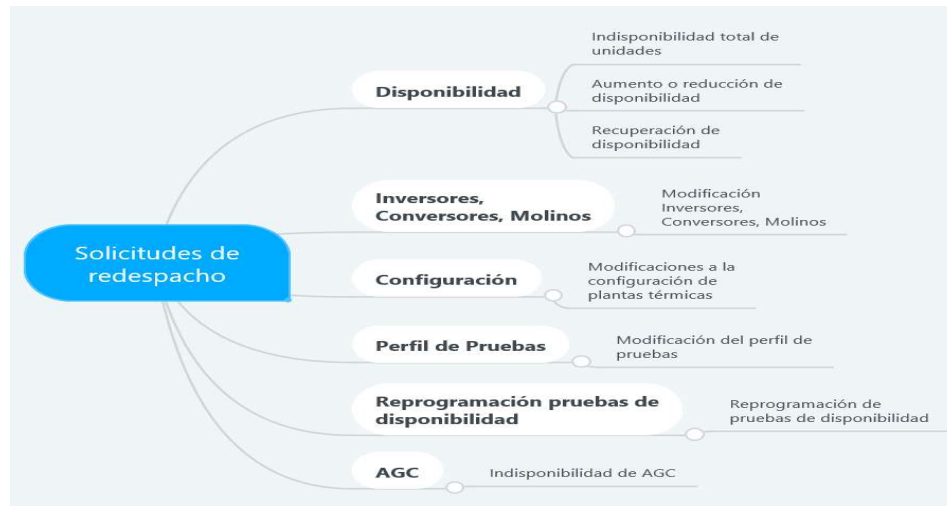 Solicitudes de
redespacho
Disponibilidad
Indisponibilidad total de
unidades
Aumento o reducción de
disponibilidad
Recuperación de
disponibilidad
Inversores,
Conversores, Molinos
Modificación
Inversores,
Conversores, Molinos
Configuración
Modificaciones a la
configuración de
plantas térmicas
Perfil de Pruebas
Modificación del perfil de
pruebas
Reprogramación pruebas de
disponibilidad
Reprogramación de
pruebas de disponibilidad
AGC
Indisponibilidad de AGC